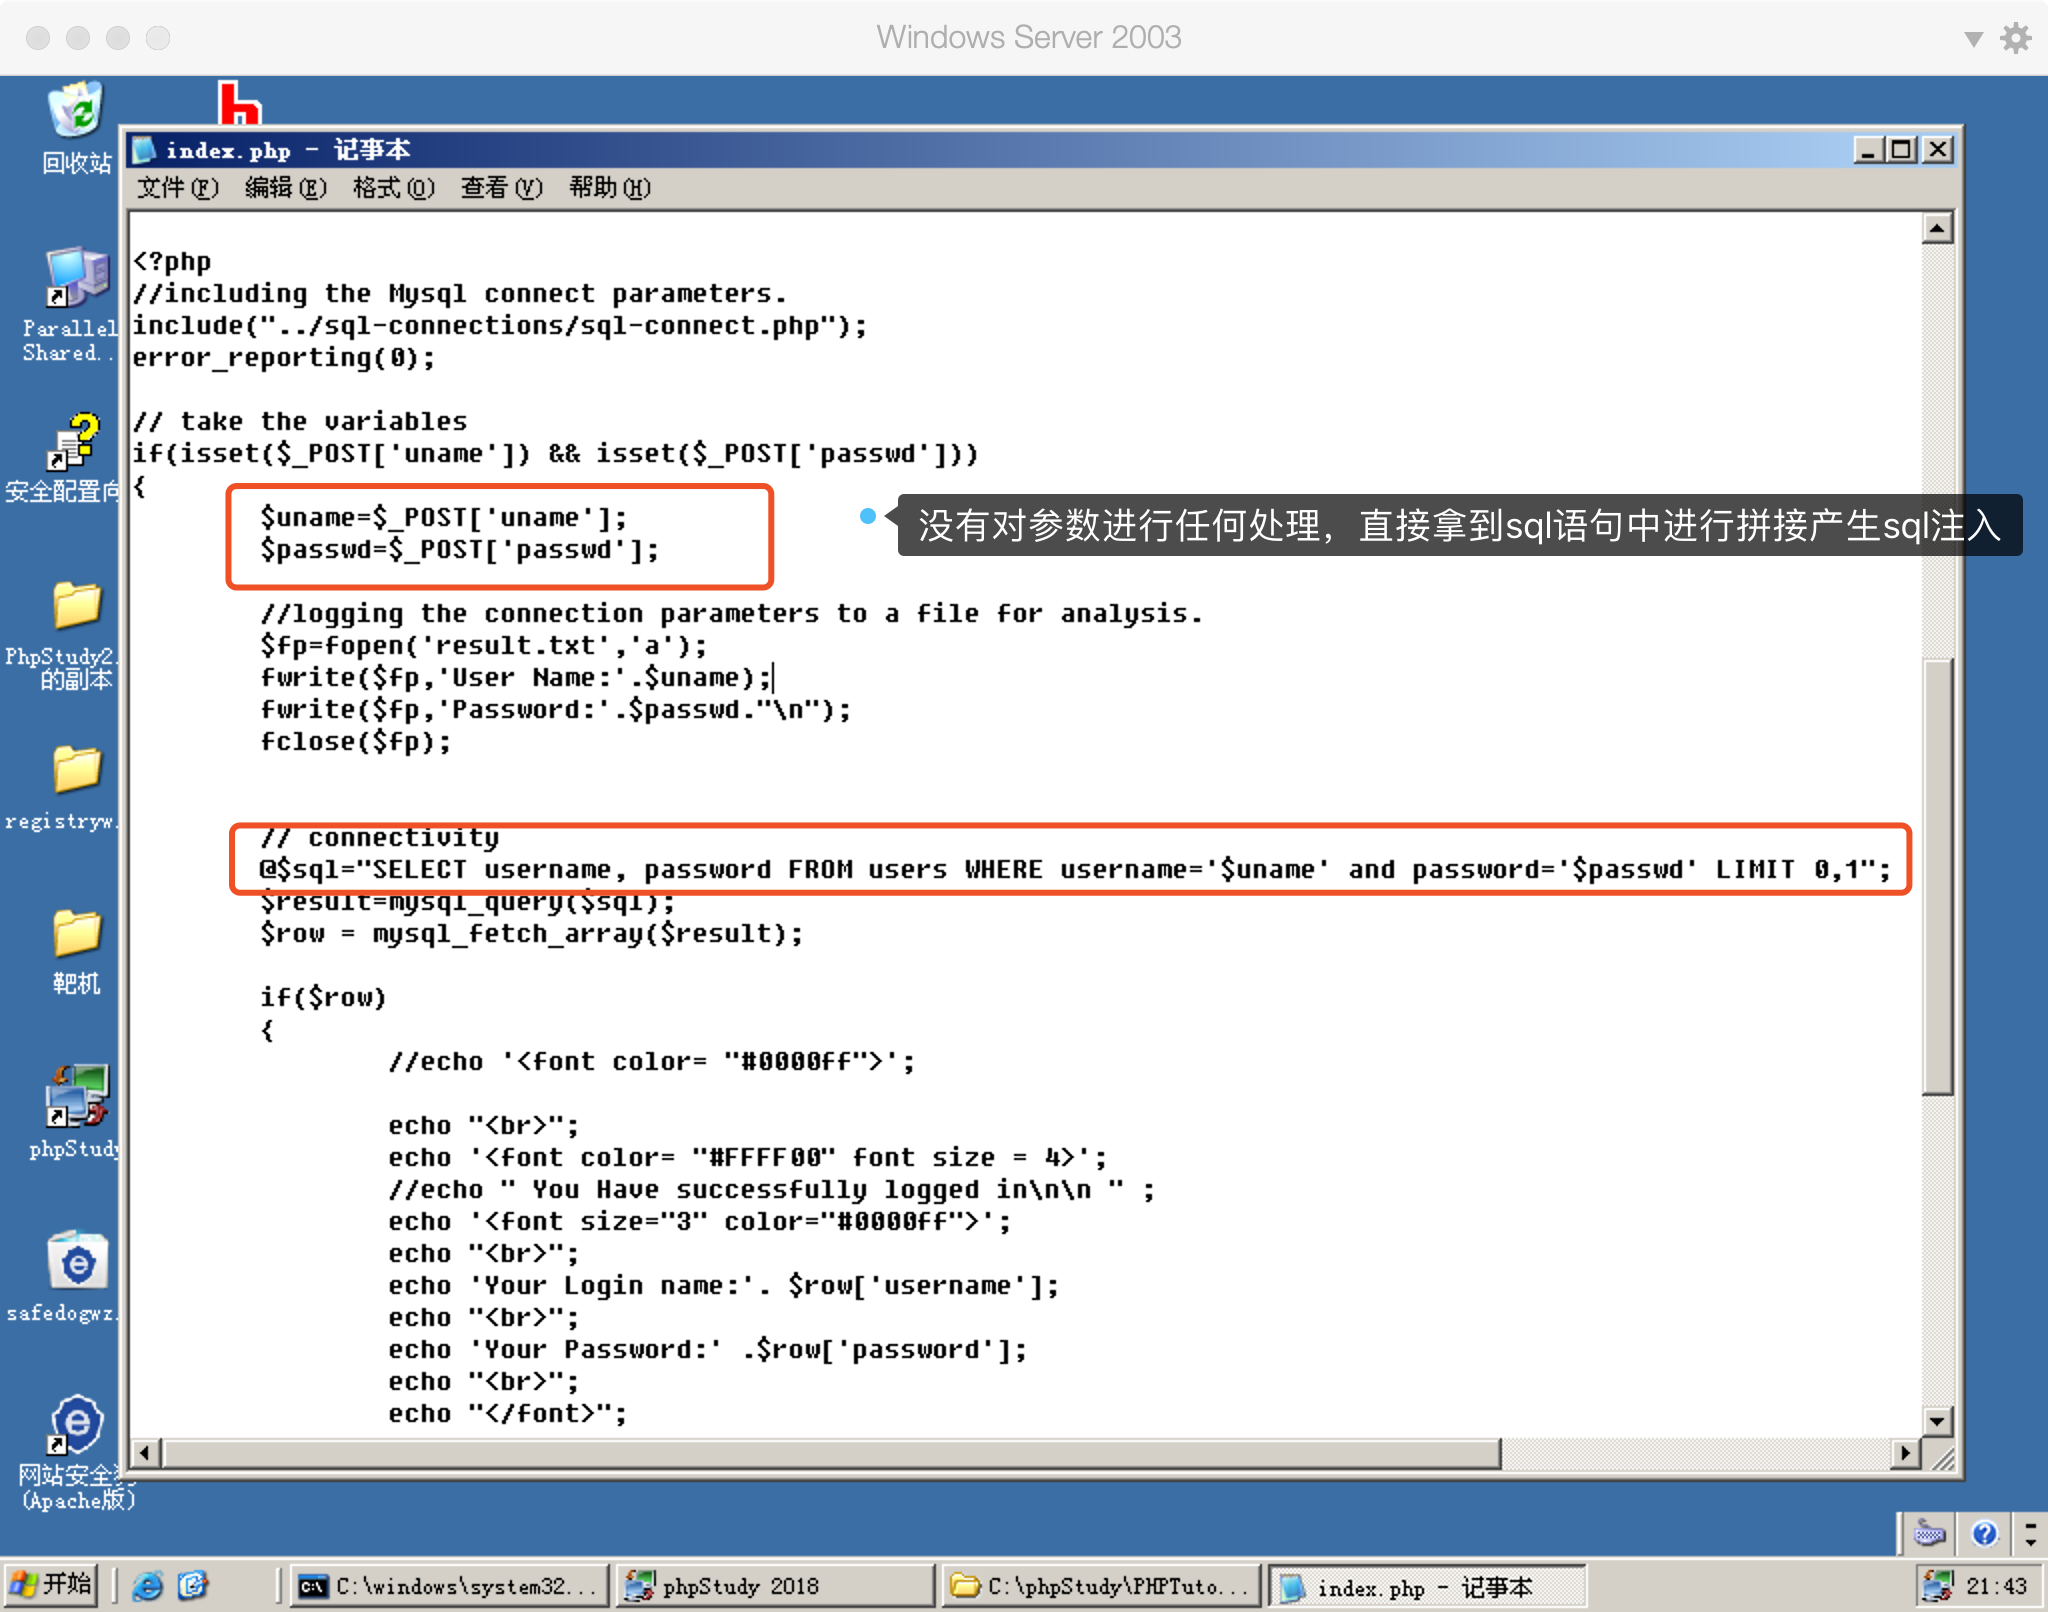 Windows Server 2003
回收站
index.php - 记事本
文件(F) 编辑(E) 格式(O) 查看(V) 帮助(H)
<?php
//including the Mysql connect parameters.
include("../sql-connections/sql-connect.php");
error_reporting(0);
// take the variables
if(isset($_POST['uname']) && isset($_POST['passwd']))
{
$uname=$_POST['uname'];
$passwd=$_POST['passwd'];
没有对参数进行任何处理，直接拿到sql语句中进行拼接产生sql注入
//logging the connection parameters to a file for analysis.
$fp=fopen('result.txt','a');
fwrite($fp,'User Name:'.$uname);
fwrite($fp,'Password:'.$passwd."\n");
fclose($fp);
// connectivity
@$sql="SELECT username, password FROM users WHERE username='$uname' and password='$passwd' LIMIT 0,1";
$result=mysql_query($sql);
$row = mysql_fetch_array($result);
if($row)
{
//echo '<font color= "#0000ff">';
echo "<br>";
echo '<font color= "#FFFF00" font size = 4>';
//echo " You Have successfully logged in\n\n " ;
echo '<font size="3" color="#0000ff">';
echo "<br>";
echo 'Your Login name:'. $row['username'];
echo "<br>";
echo 'Your Password:' .$row['password'];
echo "<br>";
echo "</font>";
Parallel
Shared..
安全配置向
PhpStudy2.
的副本
registryw.
靶机
phpStudy
safedogwz.
网站安全
(Apache版)
开始 C:\windows\system32... phpStudy 2018 C:\phpStudy\PHPTuto... index.php - 记事本 21:43